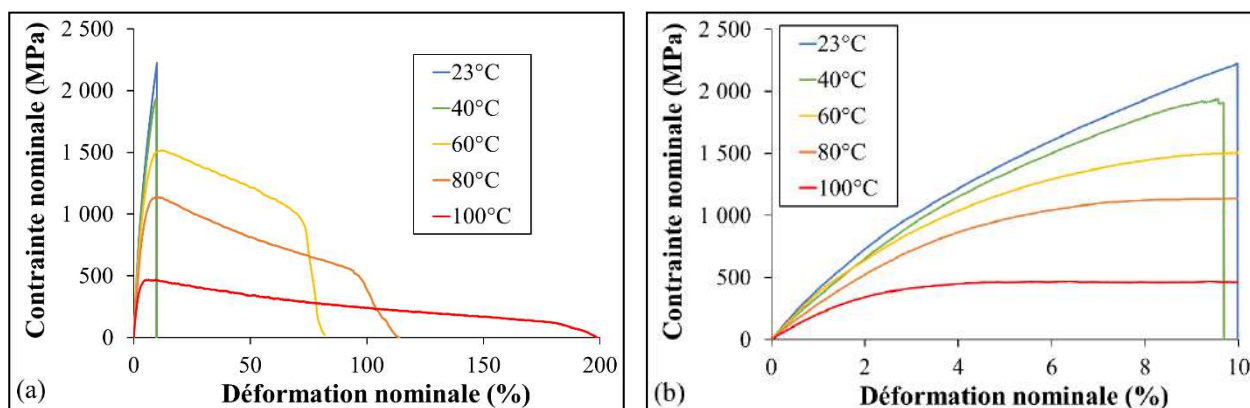 Contrainte nominale (MPa)
2 500
2 000
1 500
1 000
500
0
23°C
40°C
60°C
80°C
100°C
0
50
100
150
200
(a)
Déformation nominale (%)
Contrainte nominale (MPa)
2 500
2 000
1 500
1 000
500
0
23°C
40°C
60°C
80°C
100°C
0
2
4
6
8
10
(b)
Déformation nominale (%)